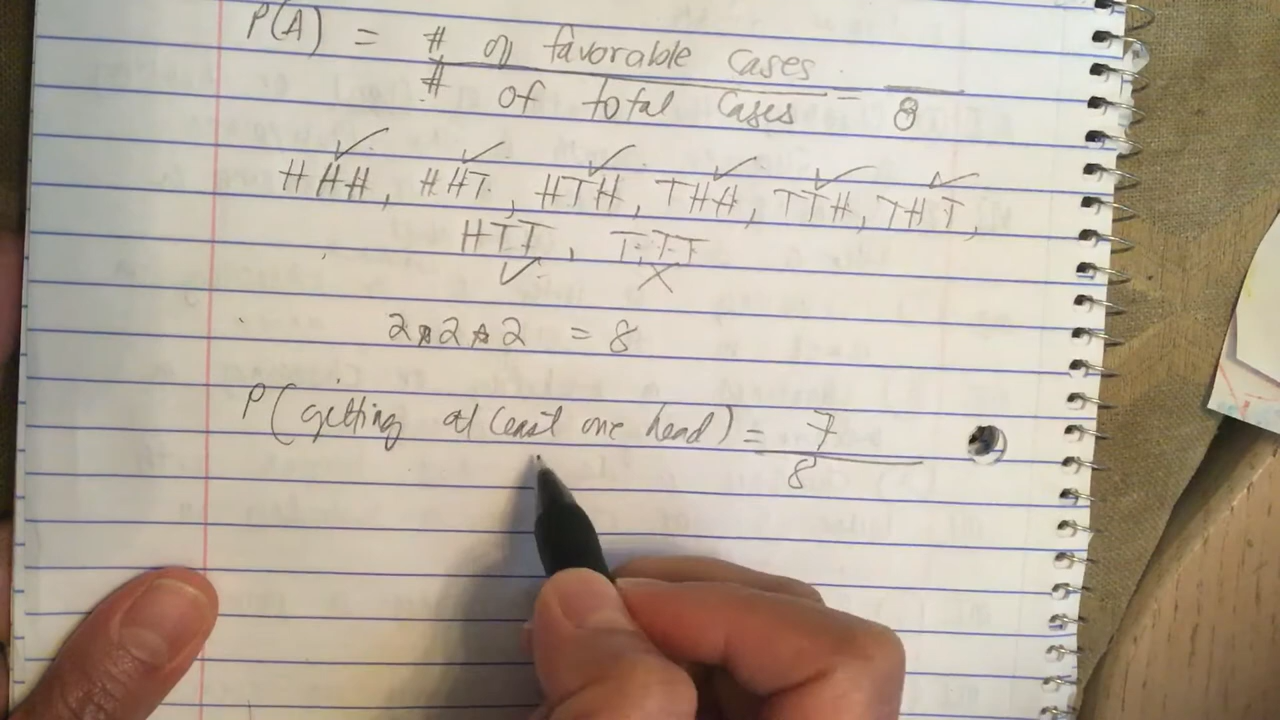 P(A) = # of favorable cases / # of total cases = / 8
HHH, HHT, HTH, THH, TTH, THT,
HTT, TTT
2*2*2 = 8
P(getting at least one head) = 7/8